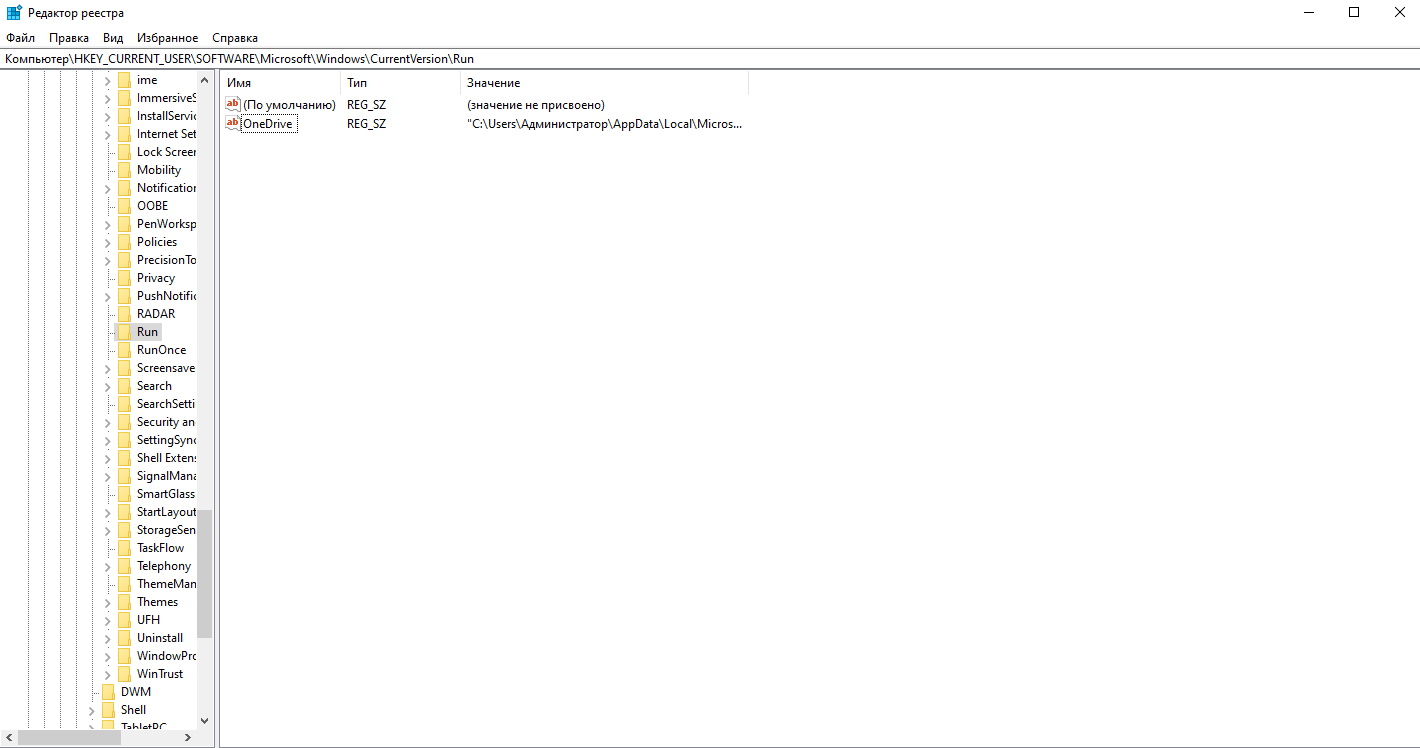 Редактор реестра
Файл Правка Вид Избранное Справка
Компьютер\HKEY_CURRENT_USER\SOFTWARE\Microsoft\Windows\CurrentVersion\Run
ime
ImmersiveS
InstallServic
Internet Set
Lock Screen
Mobility
Notification
OOBE
PenWorksp
Policies
PrecisionTo
Privacy
PushNotific
RADAR
Run
RunOnce
Screensave
Search
SearchSetti
Security an
SettingSync
Shell Extens
SignalMana
SmartGlass
StartLayout
StorageSen
TaskFlow
Telephony
ThemeMan
Themes
UFH
Uninstall
WindowPro
WinTrust
DWM
Shell
TabletPC
Имя Тип Значение
(По умолчанию) REG_SZ (значение не присвоено)
OneDrive REG_SZ "C:\Users\Администратор\AppData\Local\Micros...